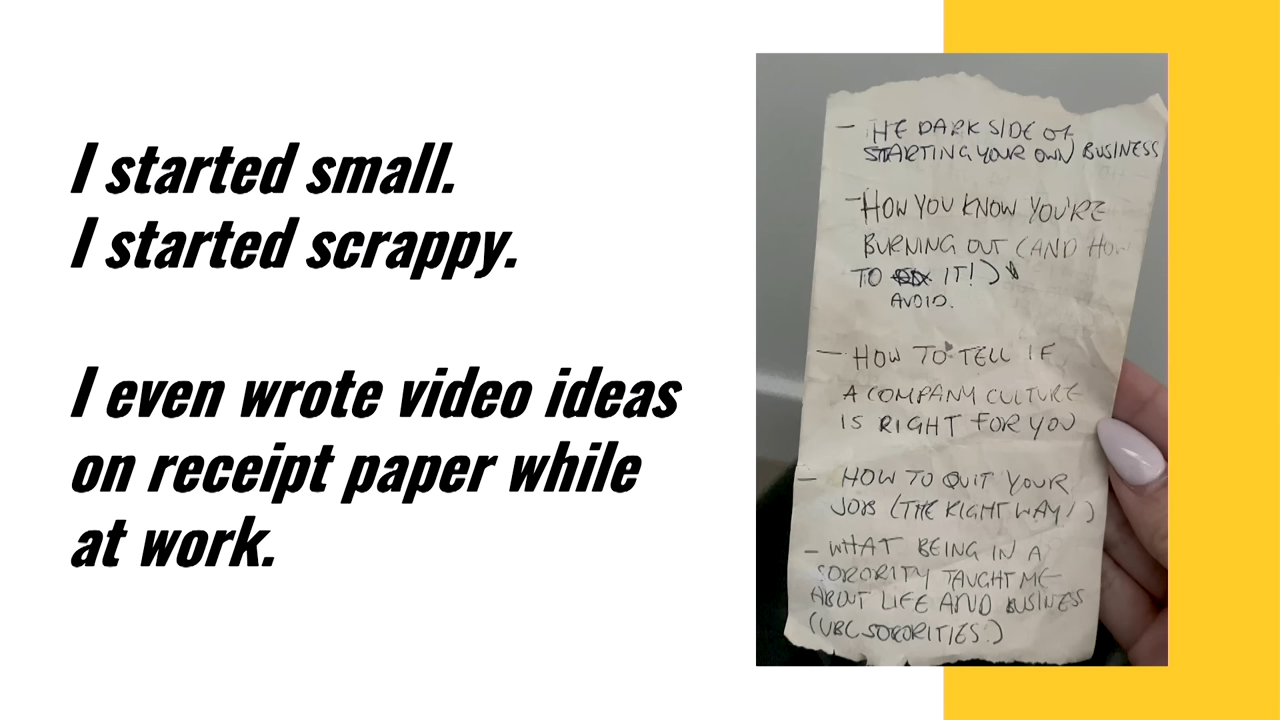 I started small.
I started scrappy.
I even wrote video ideas
on receipt paper while
at work.
- THE DARK SIDE OF
STARTING YOUR OWN BUSINESS
- HOW YOU KNOW YOU'RE
BURNING OUT (AND HOW
TO IT!)
AVOID.
- HOW TO TELL IF
A COMPANY CULTURE
IS RIGHT FOR YOU
- HOW TO QUIT YOUR
JOB (THE RIGHT WAY!)
- WHAT BEING IN A
SORORITY TAUGHT ME
ABOUT LIFE AND BUSINESS
(UBC SORORITIES.)